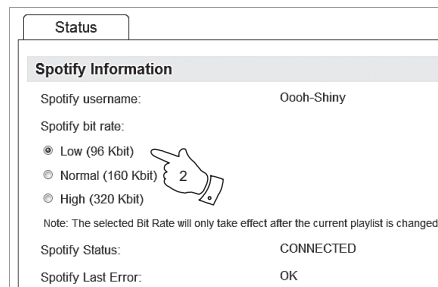 Status
Spotify Information
Spotify username: Oooh-Shiny
Spotify bit rate:
Low (96 Kbit)
Normal (160 Kbit)
2
High (320 Kbit)
Note: The selected Bit Rate will only take effect after the current playlist is changed
Spotify Status: CONNECTED
Spotify Last Error: OK